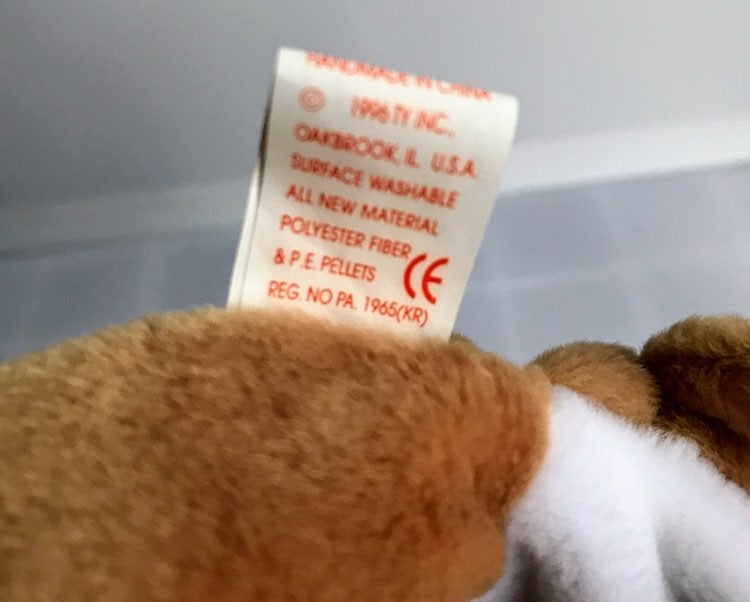 HANDMADE IN CHINA
© 1996 TY INC.,
OAKBROOK, IL. U.S.A.
SURFACE WASHABLE
ALL NEW MATERIAL
POLYESTER FIBER
& P.E. PELLETS CE
REG. NO PA. 1965(KR)